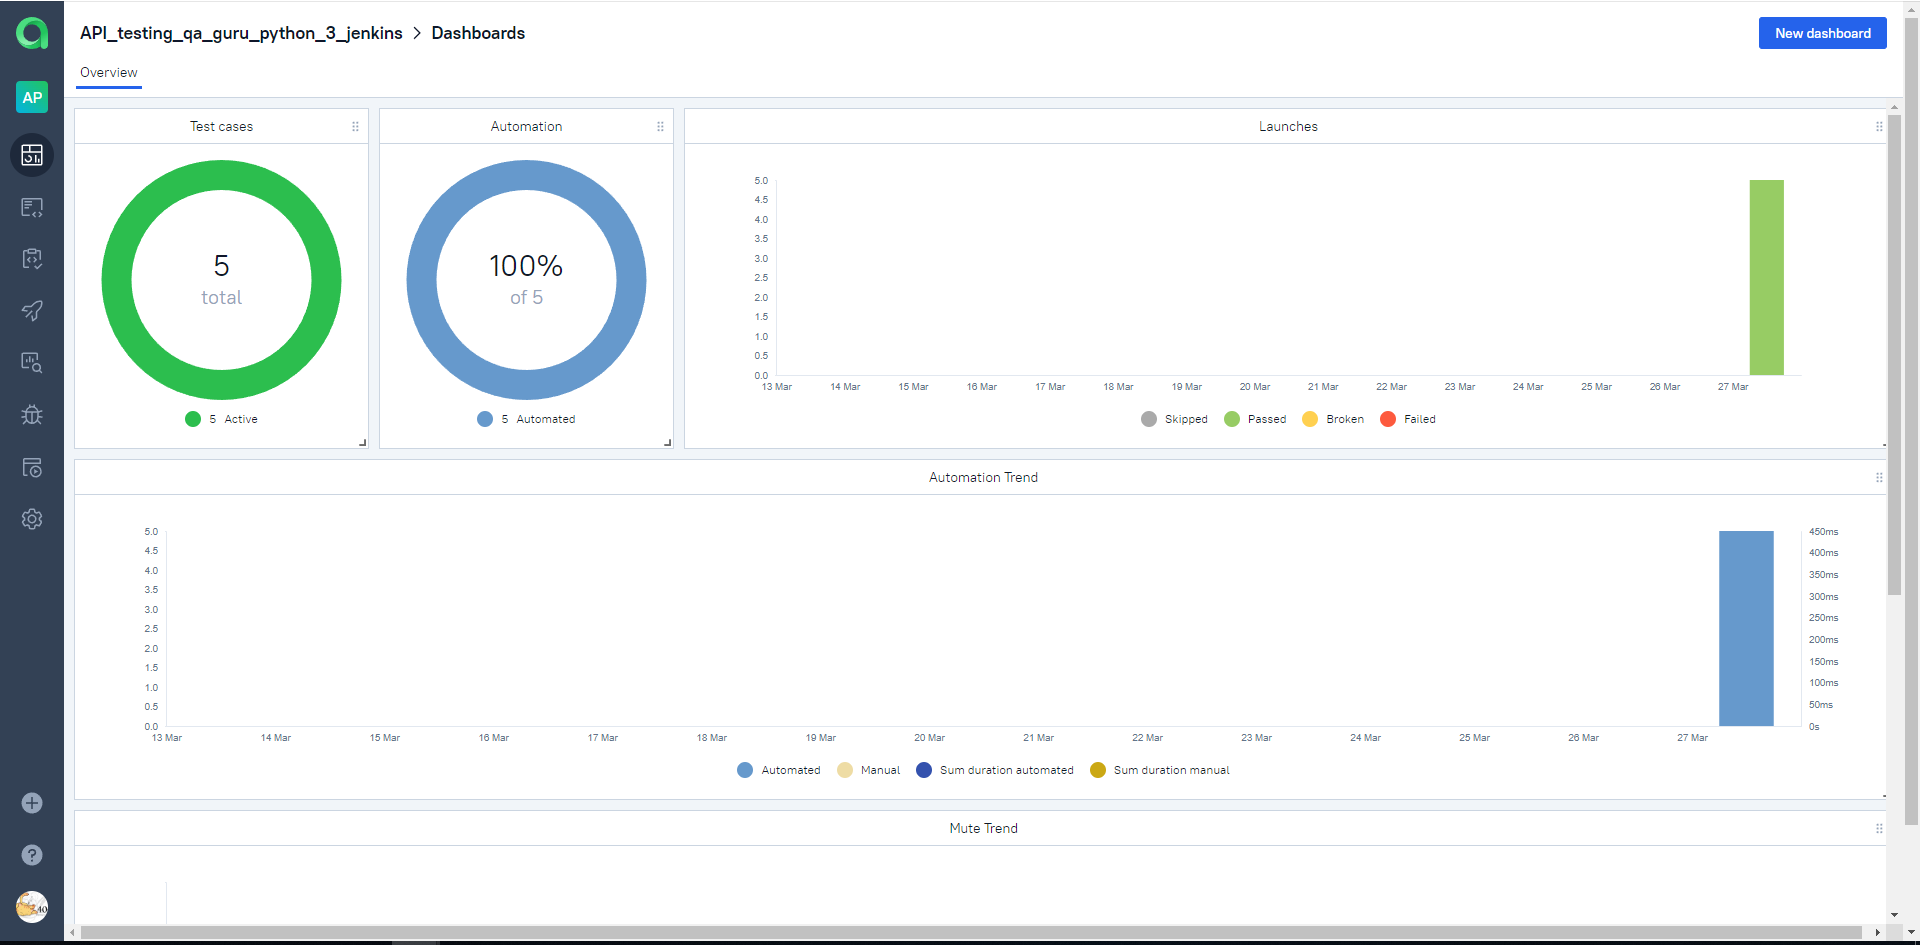 API_testing_qa_guru_python_3_jenkins > Dashboards
New dashboard
Overview
AP
Test cases
5
total
5 Active
Automation
100%
of 5
5 Automated
Launches
5.0
4.5
4.0
3.5
3.0
2.5
2.0
1.5
1.0
0.5
0.0
13 Mar 14 Mar 15 Mar 16 Mar 17 Mar 18 Mar 19 Mar 20 Mar 21 Mar 22 Mar 23 Mar 24 Mar 25 Mar 26 Mar 27 Mar
Skipped Passed Broken Failed
Automation Trend
5.0
4.5
4.0
3.5
3.0
2.5
2.0
1.5
1.0
0.5
0.0
450ms
400ms
350ms
300ms
250ms
200ms
150ms
100ms
50ms
0s
13 Mar 14 Mar 15 Mar 16 Mar 17 Mar 18 Mar 19 Mar 20 Mar 21 Mar 22 Mar 23 Mar 24 Mar 25 Mar 26 Mar 27 Mar
Automated Manual Sum duration automated Sum duration manual
Mute Trend
?
40